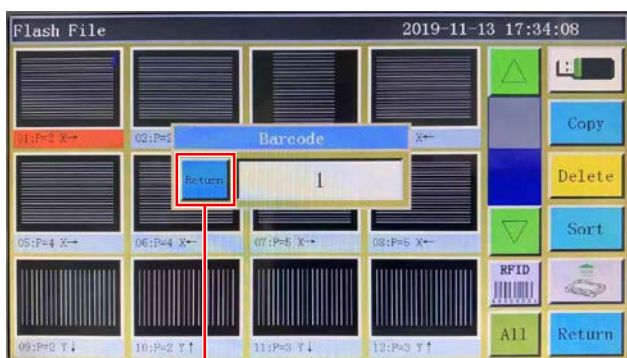 Flash File 2019-11-13 17:34:08
01:P=2 X→ 02:P=2 X←
Barcode
Copy
Return 1
Delete
05:P=4 X→ 06:P=4 X← 07:P=5 X→ 08:P=5 X←
Sort
RFID
09:P=2 Y↓ 10:P=2 Y↑ 11:P=3 Y↓ 12:P=3 Y↑
All Return